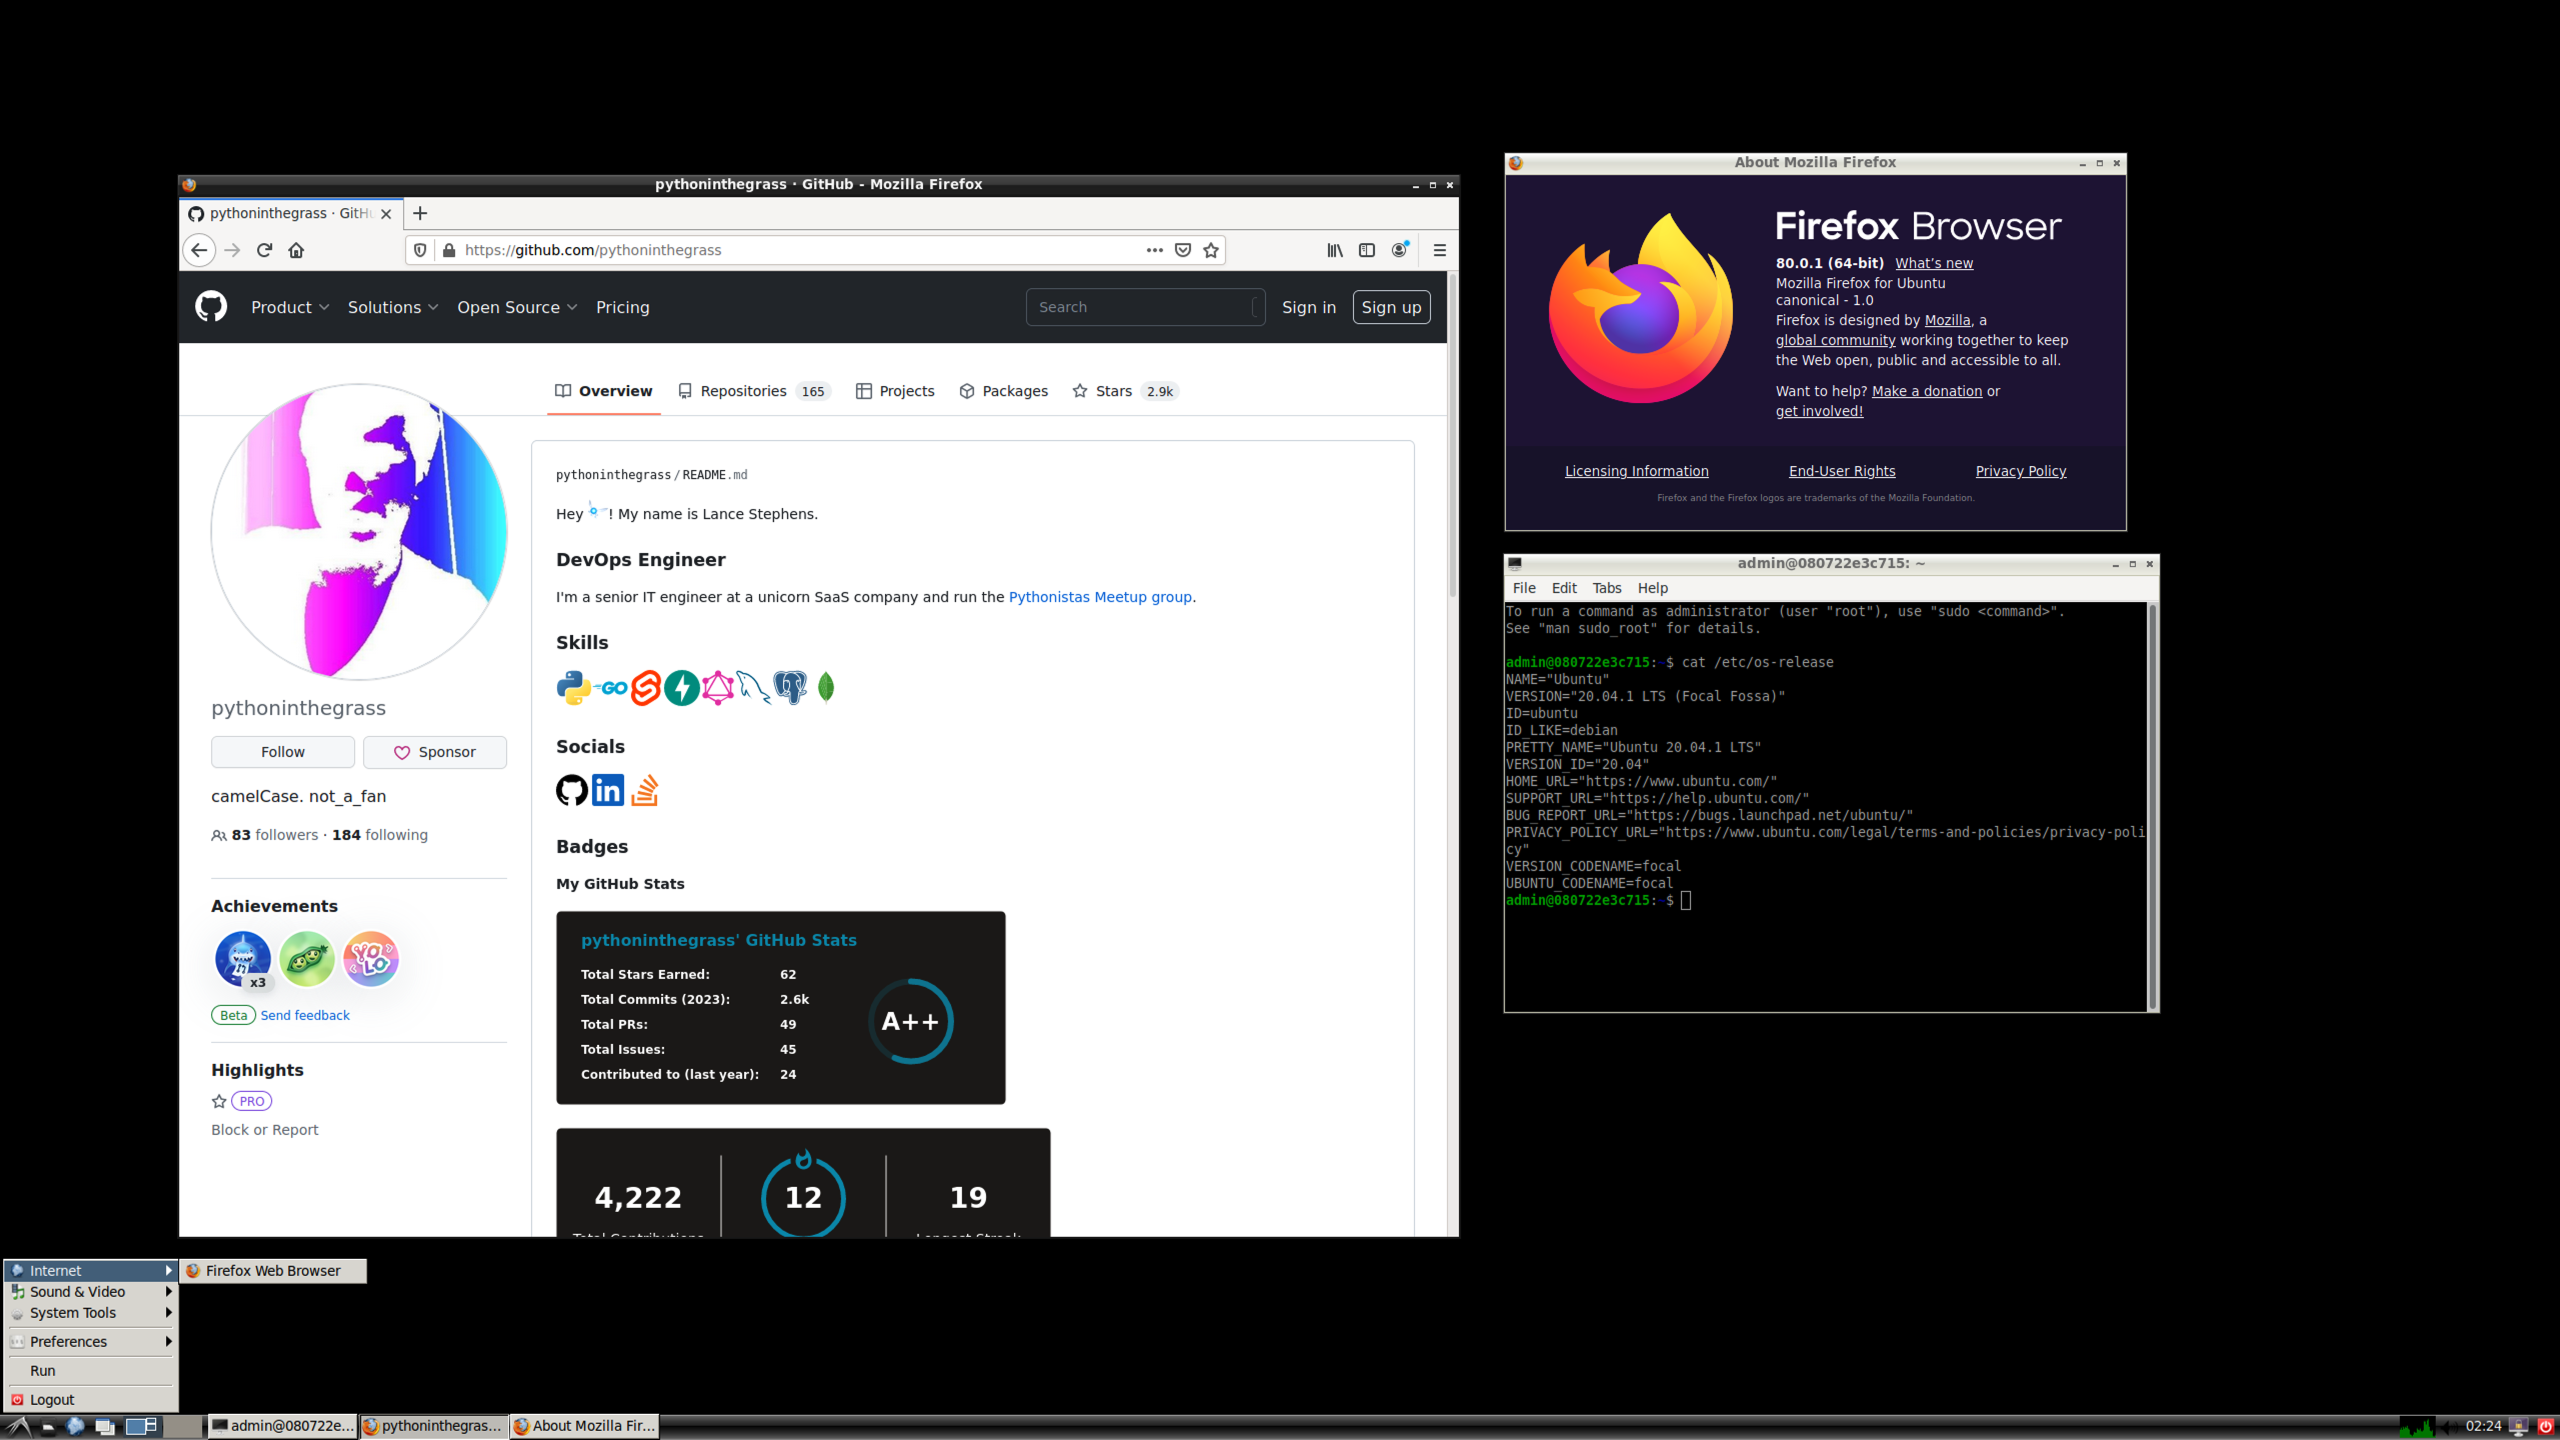 pythoninthegrass · GitHub - Mozilla Firefox
pythoninthegrass · GitHu
https://github.com/pythoninthegrass
Product
Solutions
Open Source
Pricing
Search
Sign in
Sign up
Overview
Repositories 165
Projects
Packages
Stars 2.9k
pythoninthegrass
Follow
Sponsor
camelCase. not_a_fan
83 followers · 184 following
Achievements
x3
YOLO
Beta Send feedback
Highlights
PRO
Block or Report
pythoninthegrass/README.md
Hey ! My name is Lance Stephens.
DevOps Engineer
I'm a senior IT engineer at a unicorn SaaS company and run the Pythonistas Meetup group.
Skills
GO
Socials
in
Badges
My GitHub Stats
pythoninthegrass' GitHub Stats
Total Stars Earned: 62
Total Commits (2023): 2.6k
Total PRs: 49
Total Issues: 45
Contributed to (last year): 24
A++
4,222
12
19
Total Contributions
Longest Streak
About Mozilla Firefox
Firefox Browser
80.0.1 (64-bit) What's new
Mozilla Firefox for Ubuntu
canonical - 1.0
Firefox is designed by Mozilla, a
global community working together to keep
the Web open, public and accessible to all.
Want to help? Make a donation or
get involved!
Licensing Information
End-User Rights
Privacy Policy
Firefox and the Firefox logos are trademarks of the Mozilla Foundation.
admin@080722e3c715: ~
File Edit Tabs Help
To run a command as administrator (user "root"), use "sudo <command>".
See "man sudo_root" for details.
admin@080722e3c715:~$ cat /etc/os-release
NAME="Ubuntu"
VERSION="20.04.1 LTS (Focal Fossa)"
ID=ubuntu
ID_LIKE=debian
PRETTY_NAME="Ubuntu 20.04.1 LTS"
VERSION_ID="20.04"
HOME_URL="https://www.ubuntu.com/"
SUPPORT_URL="https://help.ubuntu.com/"
BUG_REPORT_URL="https://bugs.launchpad.net/ubuntu/"
PRIVACY_POLICY_URL="https://www.ubuntu.com/legal/terms-and-policies/privacy-poli
cy"
VERSION_CODENAME=focal
UBUNTU_CODENAME=focal
admin@080722e3c715:~$
Internet
Firefox Web Browser
Sound & Video
System Tools
Preferences
Run
Logout
admin@080722e...
pythoninthegras...
About Mozilla Fir...
02:24